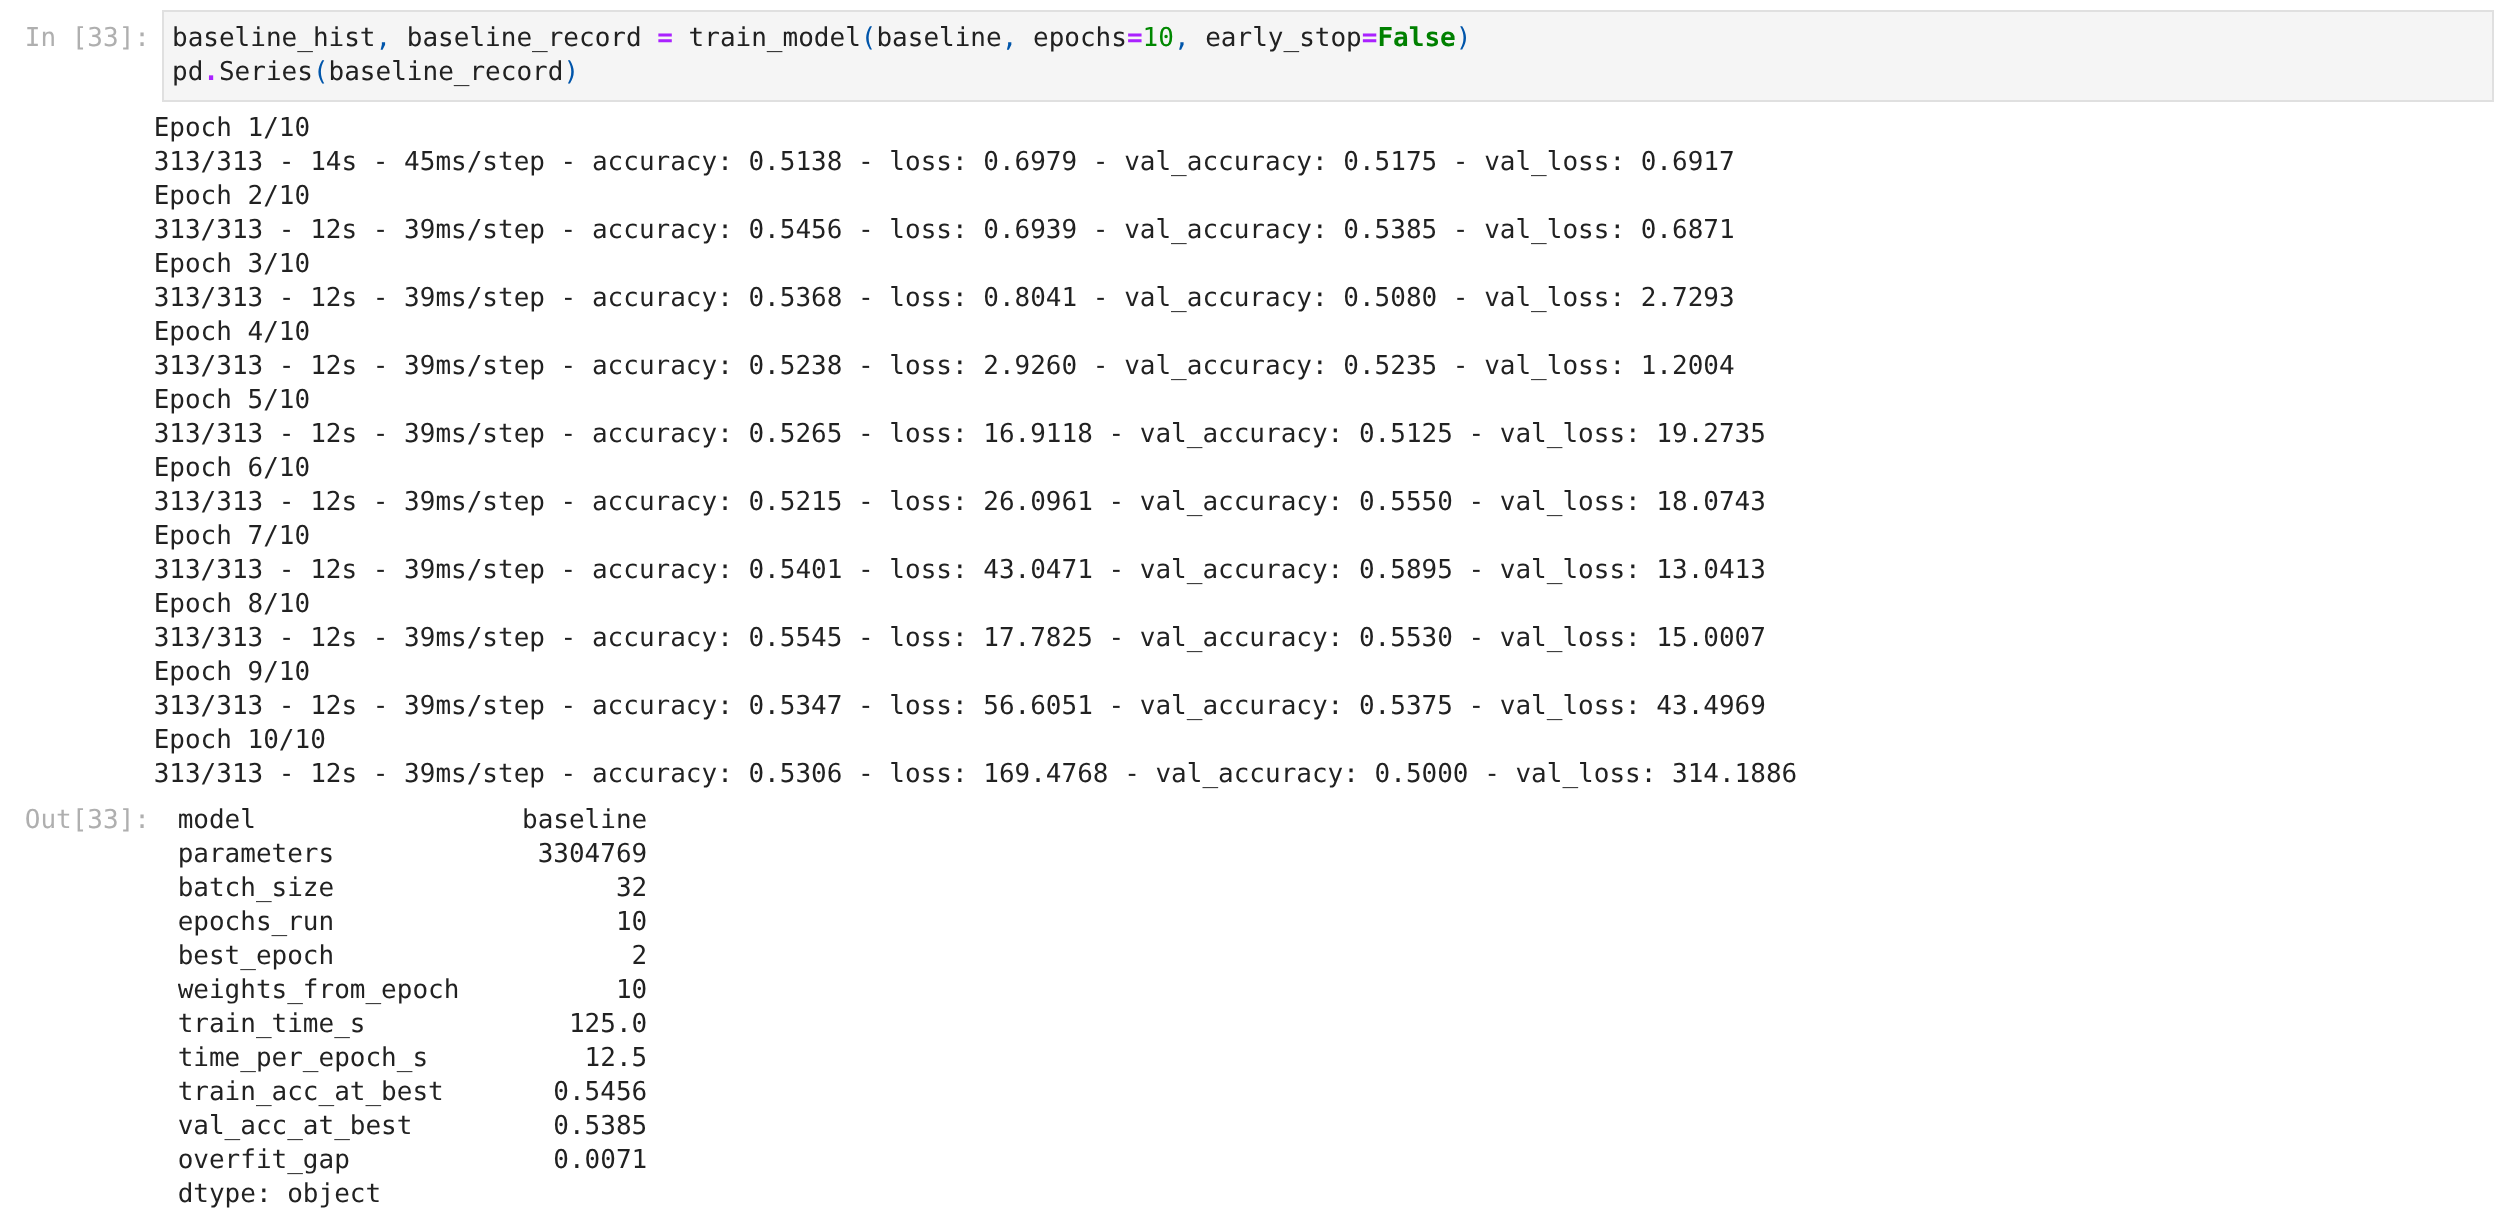 In [33]: baseline_hist, baseline_record = train_model(baseline, epochs=10, early_stop=False)
pd.Series(baseline_record)
Epoch 1/10
313/313 - 14s - 45ms/step - accuracy: 0.5138 - loss: 0.6979 - val_accuracy: 0.5175 - val_loss: 0.6917
Epoch 2/10
313/313 - 12s - 39ms/step - accuracy: 0.5456 - loss: 0.6939 - val_accuracy: 0.5385 - val_loss: 0.6871
Epoch 3/10
313/313 - 12s - 39ms/step - accuracy: 0.5368 - loss: 0.8041 - val_accuracy: 0.5080 - val_loss: 2.7293
Epoch 4/10
313/313 - 12s - 39ms/step - accuracy: 0.5238 - loss: 2.9260 - val_accuracy: 0.5235 - val_loss: 1.2004
Epoch 5/10
313/313 - 12s - 39ms/step - accuracy: 0.5265 - loss: 16.9118 - val_accuracy: 0.5125 - val_loss: 19.2735
Epoch 6/10
313/313 - 12s - 39ms/step - accuracy: 0.5215 - loss: 26.0961 - val_accuracy: 0.5550 - val_loss: 18.0743
Epoch 7/10
313/313 - 12s - 39ms/step - accuracy: 0.5401 - loss: 43.0471 - val_accuracy: 0.5895 - val_loss: 13.0413
Epoch 8/10
313/313 - 12s - 39ms/step - accuracy: 0.5545 - loss: 17.7825 - val_accuracy: 0.5530 - val_loss: 15.0007
Epoch 9/10
313/313 - 12s - 39ms/step - accuracy: 0.5347 - loss: 56.6051 - val_accuracy: 0.5375 - val_loss: 43.4969
Epoch 10/10
313/313 - 12s - 39ms/step - accuracy: 0.5306 - loss: 169.4768 - val_accuracy: 0.5000 - val_loss: 314.1886
Out[33]: model baseline
parameters 3304769
batch_size 32
epochs_run 10
best_epoch 2
weights_from_epoch 10
train_time_s 125.0
time_per_epoch_s 12.5
train_acc_at_best 0.5456
val_acc_at_best 0.5385
overfit_gap 0.0071
dtype: object